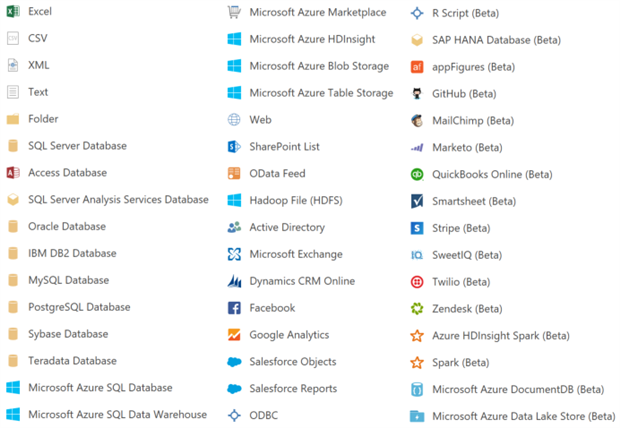 Excel
CSV
XML
Text
Folder
SQL Server Database
Access Database
SQL Server Analysis Services Database
Oracle Database
IBM DB2 Database
MySQL Database
PostgreSQL Database
Sybase Database
Teradata Database
Microsoft Azure SQL Database
Microsoft Azure SQL Data Warehouse
Microsoft Azure Marketplace
Microsoft Azure HDInsight
Microsoft Azure Blob Storage
Microsoft Azure Table Storage
Web
SharePoint List
OData Feed
Hadoop File (HDFS)
Active Directory
Microsoft Exchange
Dynamics CRM Online
Facebook
Google Analytics
Salesforce Objects
Salesforce Reports
ODBC
R Script (Beta)
SAP HANA Database (Beta)
appFigures (Beta)
GitHub (Beta)
MailChimp (Beta)
Marketo (Beta)
QuickBooks Online (Beta)
Smartsheet (Beta)
Stripe (Beta)
SweetIQ (Beta)
Twilio (Beta)
Zendesk (Beta)
Azure HDInsight Spark (Beta)
Spark (Beta)
Microsoft Azure DocumentDB (Beta)
Microsoft Azure Data Lake Store (Beta)